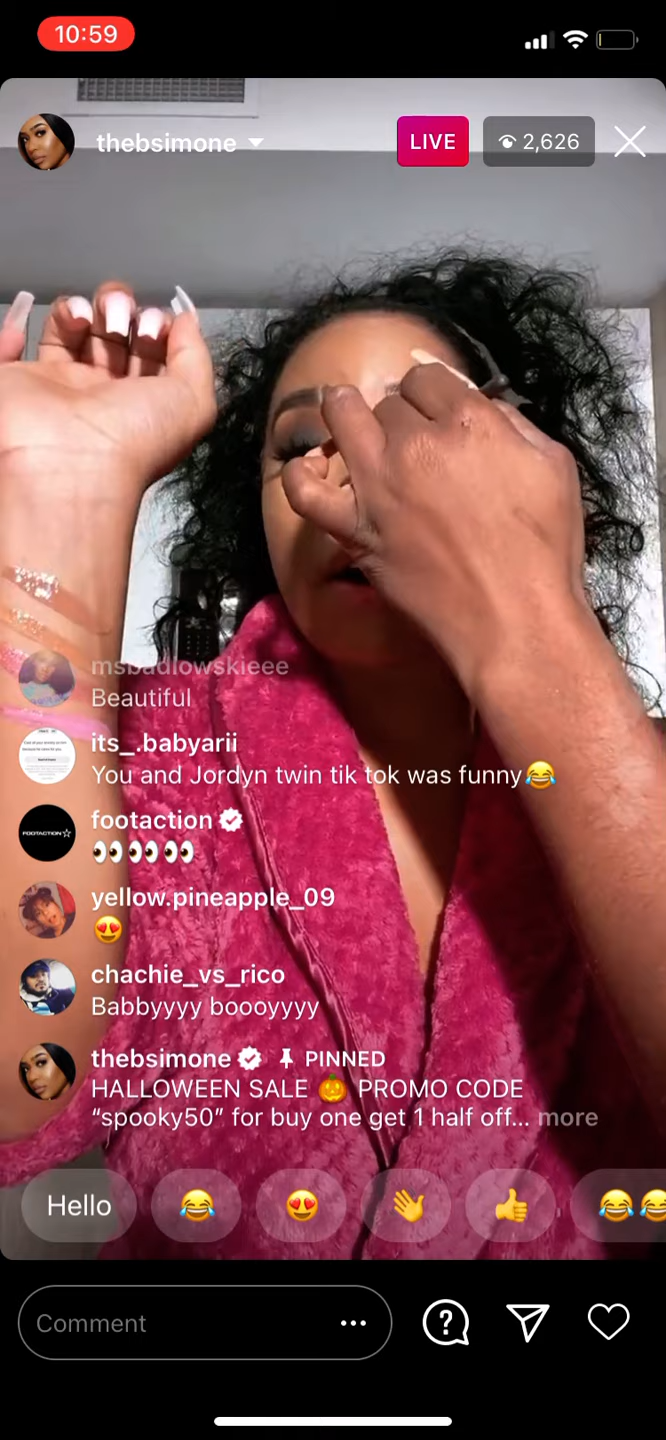 10:59
thebsimone
LIVE
2,626
msbadlowskieee
Beautiful
its_.babyarii
You and Jordyn twin tik tok was funny😂
footaction
FOOTACTION
👀👀👀
yellow.pineapple_09
😍
chachie_vs_rico
Babbyyyy boooyyyy
thebsimone PINNED
HALLOWEEN SALE 🎃 PROMO CODE
“spooky50” for buy one get 1 half off... more
Hello 😂 😍 👋 👍 😂😂
Comment